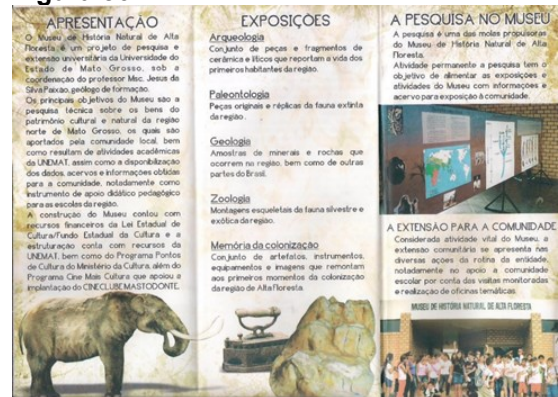 APRESENTAÇÃO
O Museu de História Natural de Alta
Floresta é um projeto de pesquisa e
extensão universitária da Universidade do
Estado de Mato Grosso, sob a
coordenação do professor Msc. Jesus da
Silva Paixão, geólogo de formação.
Os principais objetivos do Museu são a
pesquisa técnica sobre os bens do
patrimônio cultural e natural da região
norte de Mato Grosso, os quais são
aportados pela comunidade local, bem
como resultam de atividades acadêmicas
da UNEMAT, assim como a disponibilização
dos dados, acervos e informações obtidas
para a comunidade, notadamente como
instrumento de apoio didático pedagógico
para as escolas da região.
A construção do Museu contou com
recursos financeiros da Lei Estadual de
Cultura/Fundo Estadual da Cultura e a
estruturação conta com recursos da
UNEMAT, bem como do Programa Pontos
de Cultura do Ministério da Cultura, além do
Programa Cine Mais Cultura que apoiou a
implantação do CINECLUBE MASTODONTE.
EXPOSIÇÕES
Arqueologia
Conjunto de peças e fragmentos de
cerâmica e líticos que reportam a vida dos
primeiros habitantes da região.
Paleontologia
Peças originais e réplicas da fauna extinta
da região.
Geologia
Amostras de minerais e rochas que
ocorrem na região, bem como de outras
partes do Brasil.
Zoologia
Montagens esqueletais da fauna silvestre e
exótica da região.
Memória da colonização
Conjunto de artefatos, instrumentos,
equipamentos e imagens que remontam
aos primeiros momentos da colonização
da região de Alta Floresta.
A PESQUISA NO MUSEU
A pesquisa é uma das molas propulsoras
do Museu de História Natural de Alta
Floresta.
Atividade permanente a pesquisa tem o
objetivo de alimentar as exposições e
atividades do Museu com informações e
acervo para exposição à comunidade.
A EXTENSÃO PARA A COMUNIDADE
Considerada atividade vital do Museu, a
extensão comunitária se apresenta nas
diversas ações da rotina da entidade,
notadamente no apoio a comunidade
escolar por conta das visitas monitoradas
e realização de oficinas temáticas.
MUSEU DE HISTÓRIA NATURAL DE ALTA FLORESTA